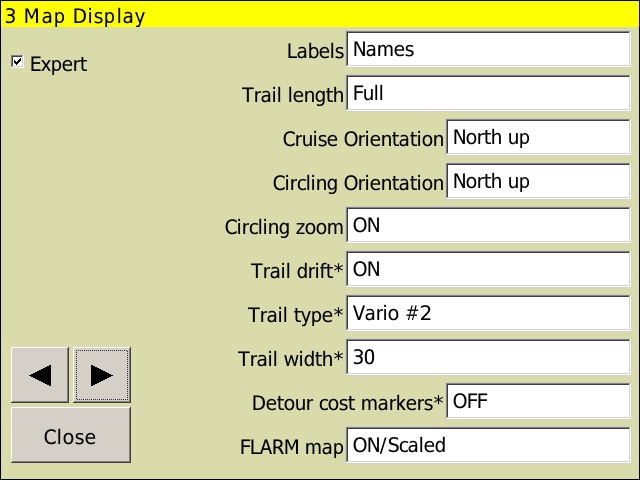 3 Map Display
Expert
Labels Names
Trail length Full
Cruise Orientation North up
Circling Orientation North up
Circling zoom ON
Trail drift* ON
Trail type* Vario #2
Trail width* 30
Detour cost markers* OFF
FLARM map ON/Scaled
Close